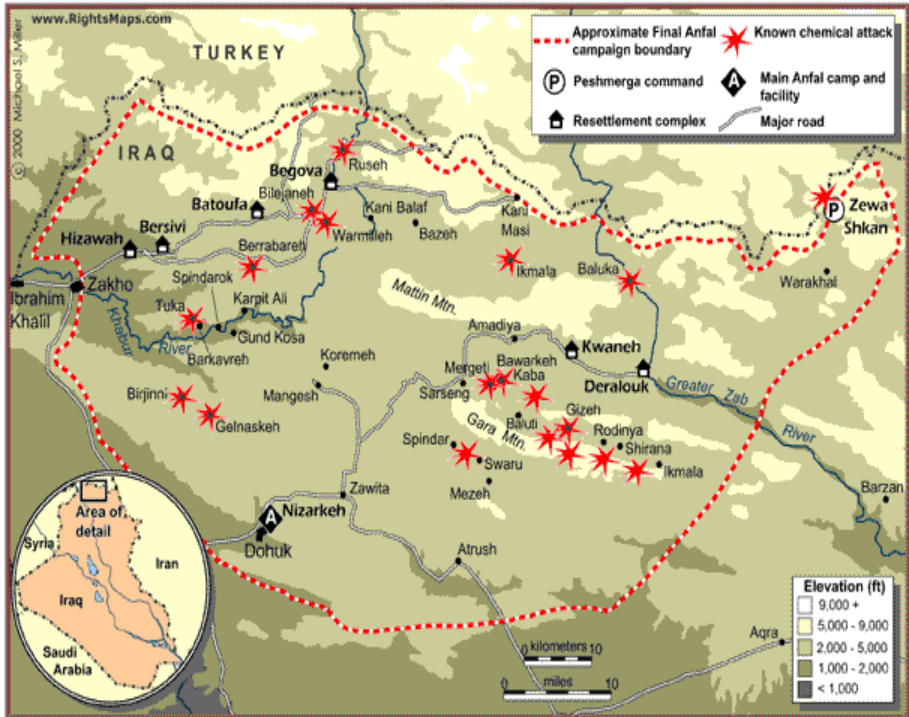 www.RightsMaps.com
© 2000 Michael S. Miller
TURKEY
IRAQ
Approximate Final Anfal
campaign boundary
Known chemical attack
P
Peshmerga command
A
Main Anfal camp and
facility
Resettlement complex
Major road
Ruseh
Begova
Bilejaneh
Batoufa
Kani Balaf
Kani
Masi
P
Zewa
Shkan
Bersivi
Warmileh
Bazeh
Hizawah
Berrabareh
Ikmala
Baluka
Warakhal
Ibrahim
Khalil
Zakho
Spindarok
Karpit Ali
Mattin Mtn.
Tuka
Khabur
River
Gund Kosa
Barkavreh
Amadiya
Kwaneh
Koremeh
Mergeti
Bawarkeh
Kaba
Deralouk
Greater Zab
River
Birjinni
Mangesh
Sarseng
Gelnaskeh
Baluti
Gizeh
Gara Mtn.
Rodinya
Shirana
Spindar
Swaru
Ikmala
Mezeh
Zawita
Barzan
A
Nizarkeh
Dohuk
Atrush
Aqra
Area of
detail
Syria
Iran
Iraq
Saudi
Arabia
kilometers
0
10
miles
0
10
Elevation (ft)
9,000 +
5,000 - 9,000
2,000 - 5,000
1,000 - 2,000
< 1,000